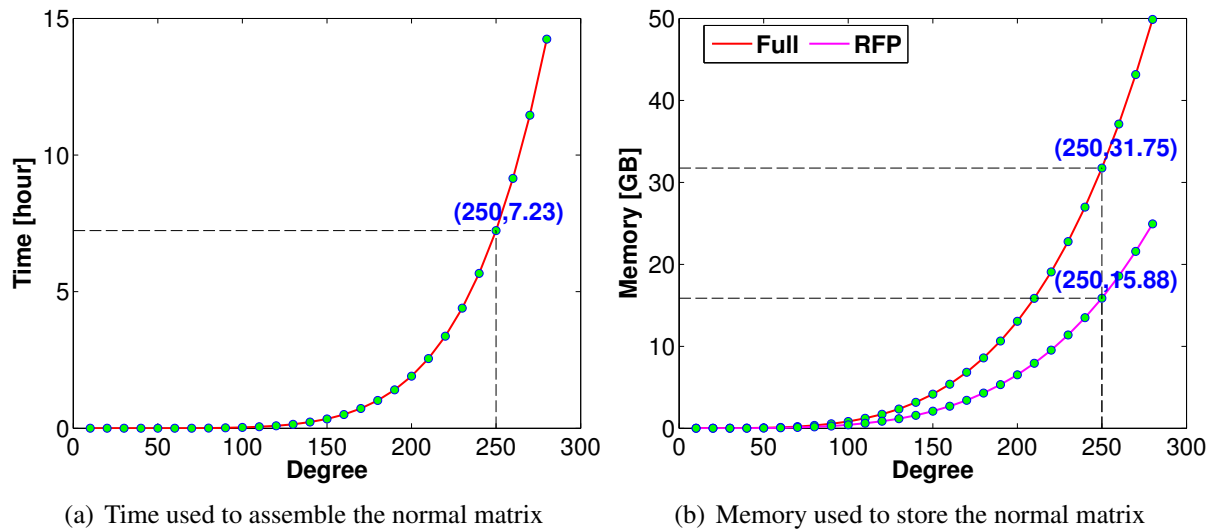 15
10
5
0
Time [hour]
(250,7.23)
0 50 100 150 200 250 300
Degree
(a) Time used to assemble the normal matrix
50
40
30
20
10
0
Memory [GB]
Full RFP
(250,31.75)
(250,15.88)
0 50 100 150 200 250 300
Degree
(b) Memory used to store the normal matrix